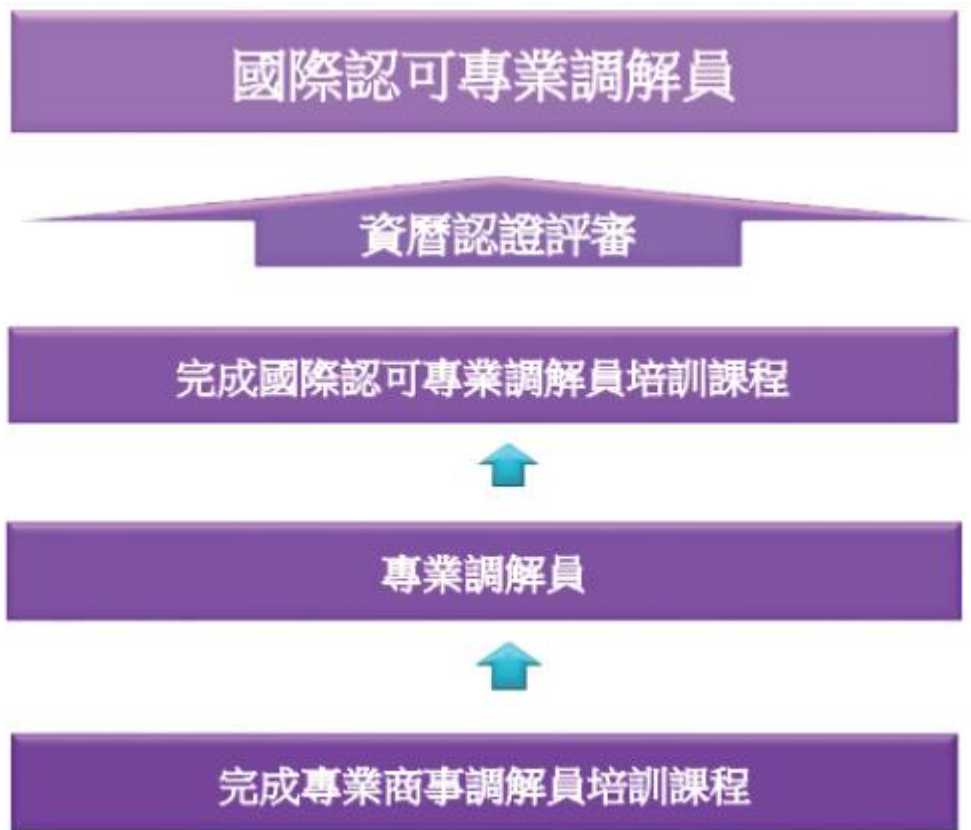 國際認可專業調解員
資曆認證評審
完成國際認可專業調解員培訓課程
專業調解員
完成專業商事調解員培訓課程